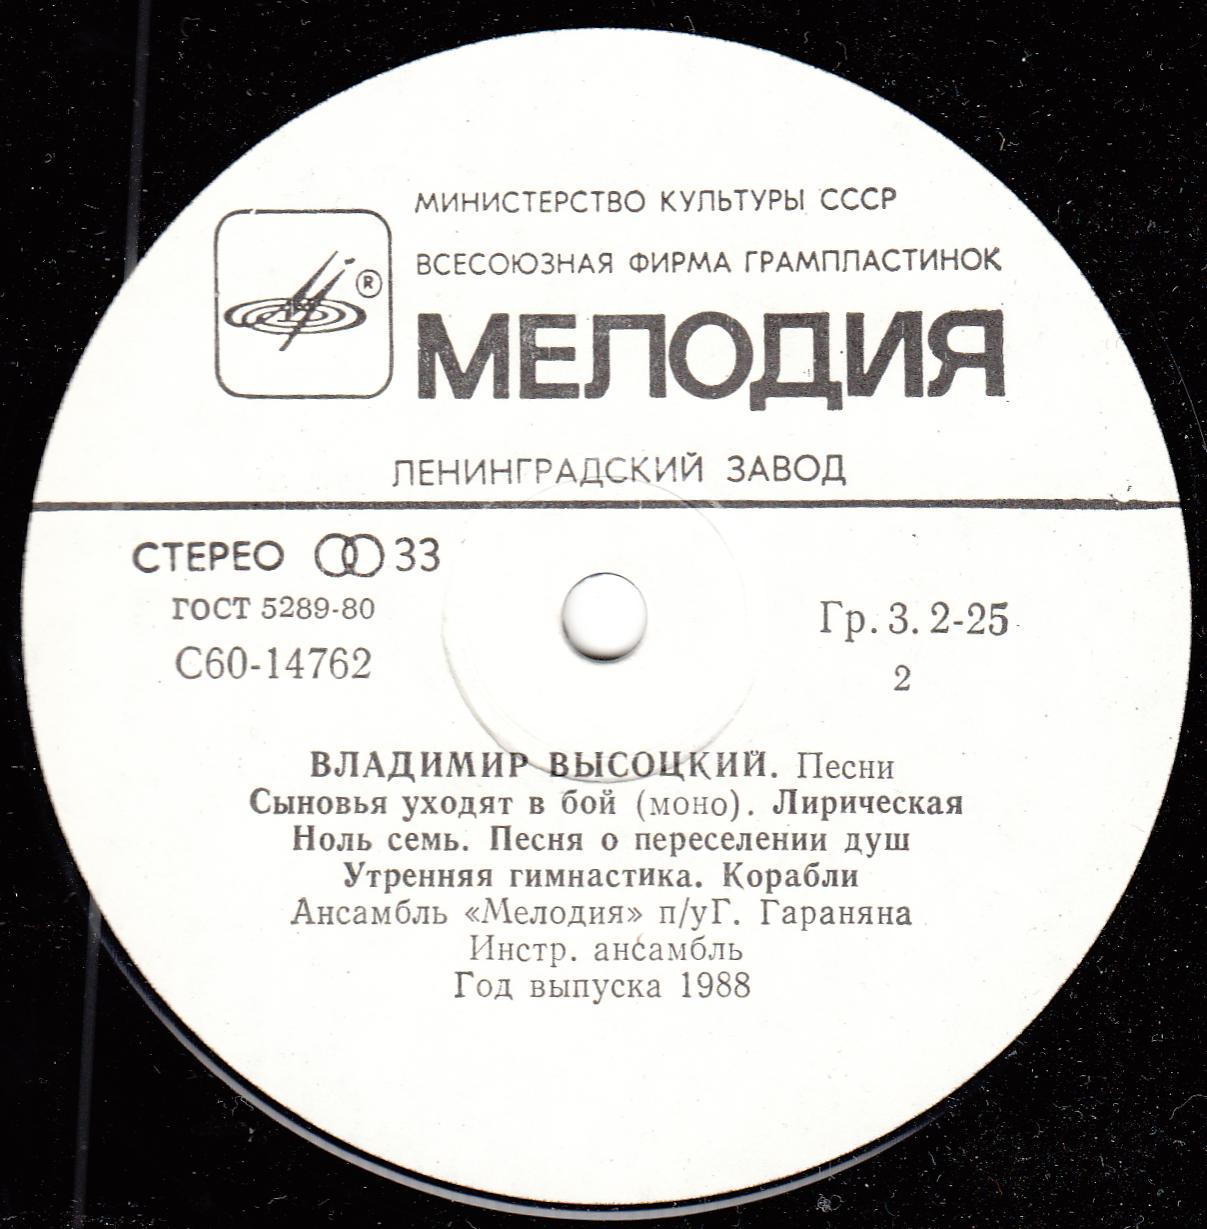 МИНИСТЕРСТВО КУЛЬТУРЫ СССР
ВСЕСОЮЗНАЯ ФИРМА ГРАМПЛАСТИНОК
®
МЕЛОДИЯ
ЛЕНИНГРАДСКИЙ ЗАВОД
СТЕРЕО 33
ГОСТ 5289-80
С60-14762
Гр. 3. 2-25
2
ВЛАДИМИР ВЫСОЦКИЙ. Песни
Сыновья уходят в бой (моно). Лирическая
Ноль семь. Песня о переселении душ
Утренняя гимнастика. Корабли
Ансамбль «Мелодия» п/уГ. Гараняна
Инстр. ансамбль
Год выпуска 1988